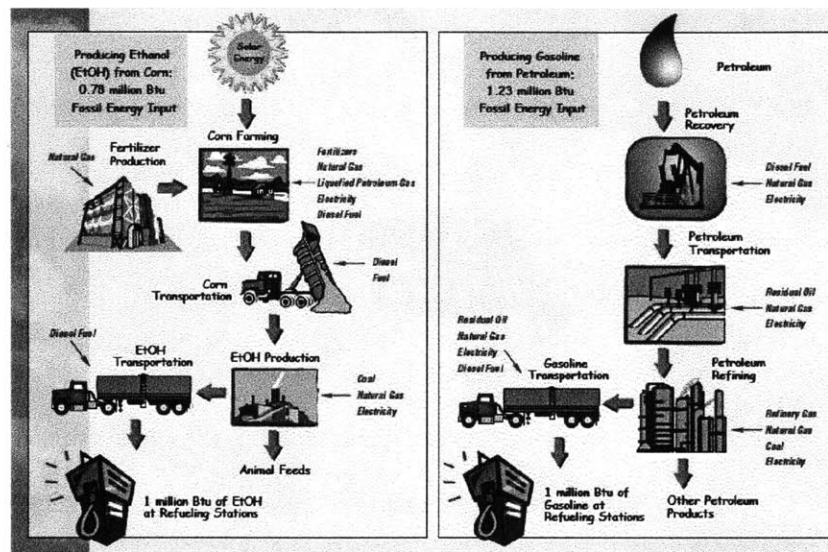 Producing Ethanol
(EtOH) from Corn:
0.78 million Btu
Fossil Energy Input
Solar
Energy
Corn Farming
Natural Gas
Fertilizer
Production
Fertilizers
Natural Gas
Liquefied Petroleum Gas
Electricity
Diesel Fuel
Corn
Transportation
Diesel
Fuel
Diesel Fuel
EtOH
Transportation
EtOH Production
Coal
Natural Gas
Electricity
Animal Feeds
1 million Btu of EtOH
at Refueling Stations
Producing Gasoline
from Petroleum:
1.23 million Btu
Fossil Energy Input
Petroleum
Petroleum
Recovery
Diesel Fuel
Natural Gas
Electricity
Petroleum
Transportation
Residual Oil
Natural Gas
Electricity
Residual Oil
Natural Gas
Electricity
Diesel Fuel
Gasoline
Transportation
Petroleum
Refining
Refinery Gas
Natural Gas
Coal
Electricity
1 million Btu of
Gasoline at
Refueling Stations
Other Petroleum
Products